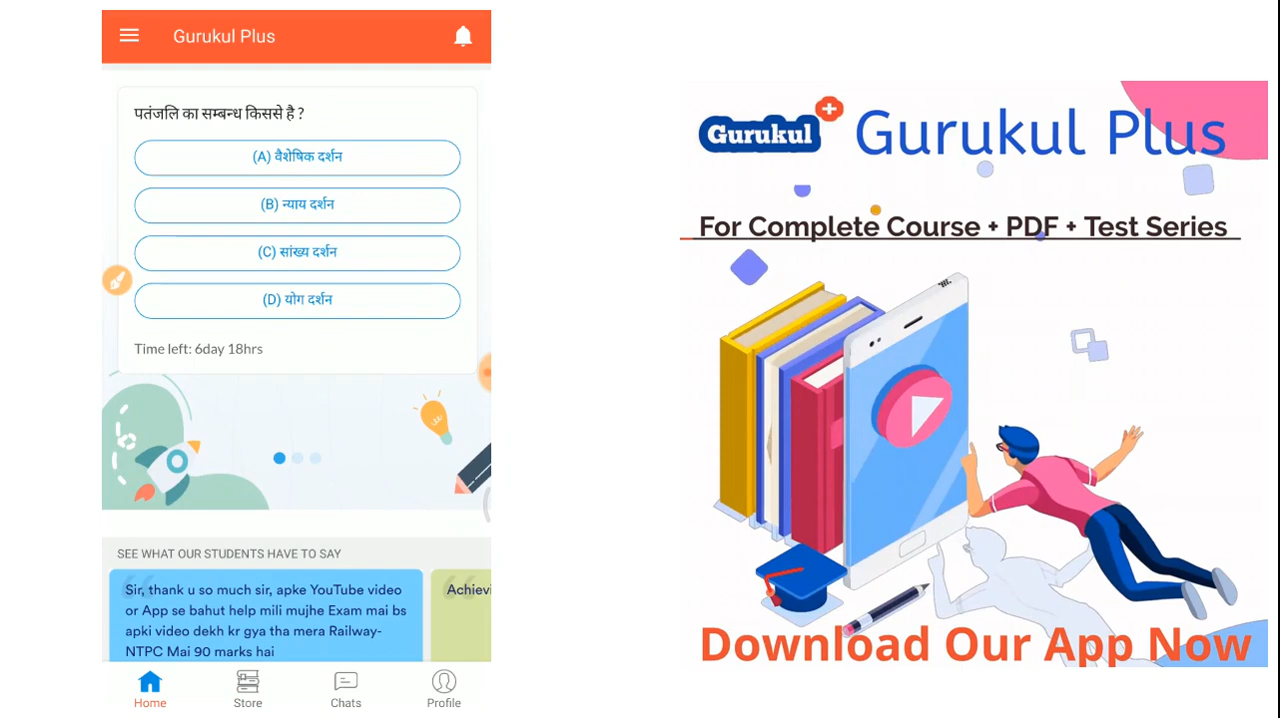 Gurukul Plus
पतंजलि का सम्बन्ध किससे है ?
(A) वैशेषिक दर्शन
(B) न्याय दर्शन
(C) सांख्य दर्शन
(D) योग दर्शन
Time left: 6day 18hrs
SEE WHAT OUR STUDENTS HAVE TO SAY
Sir, thank u so much sir, apke YouTube video
or App se bahut help mili mujhe Exam mai bs
apki video dekh kr gya tha mera Railway-
NTPC Mai 90 marks hai
Home
Store
Chats
Profile
Gurukul
Gurukul Plus
For Complete Course + PDF + Test Series
Download Our App Now